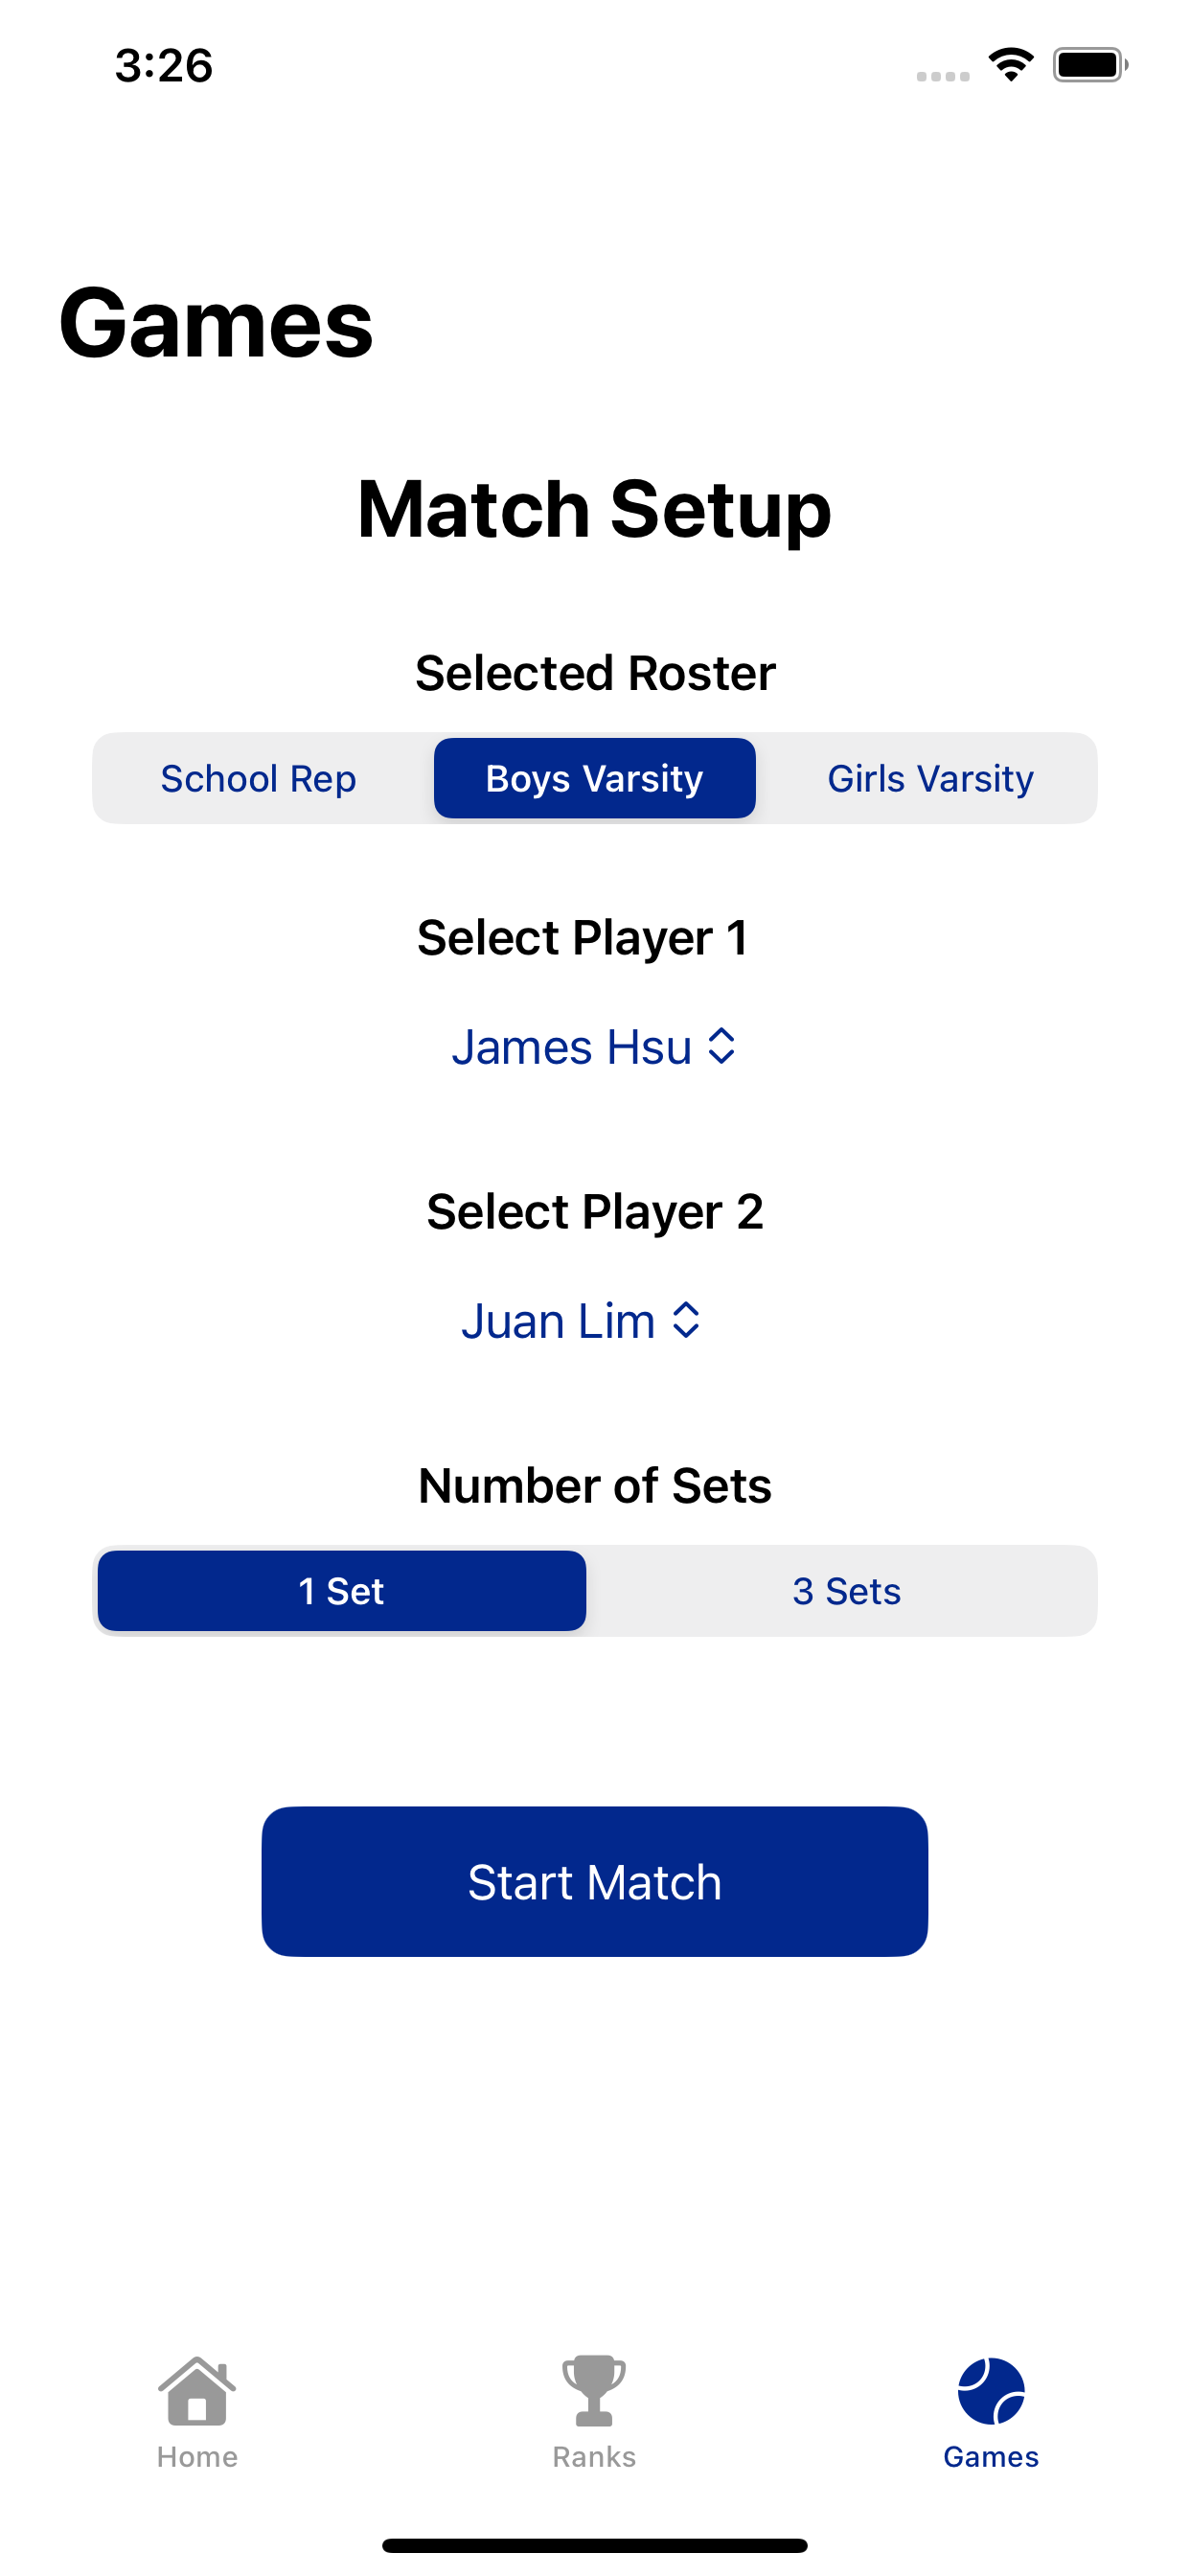 3:26
Games
Match Setup
Selected Roster
School Rep Boys Varsity Girls Varsity
Select Player 1
James Hsu
Select Player 2
Juan Lim
Number of Sets
1 Set 3 Sets
Start Match
Home Ranks Games